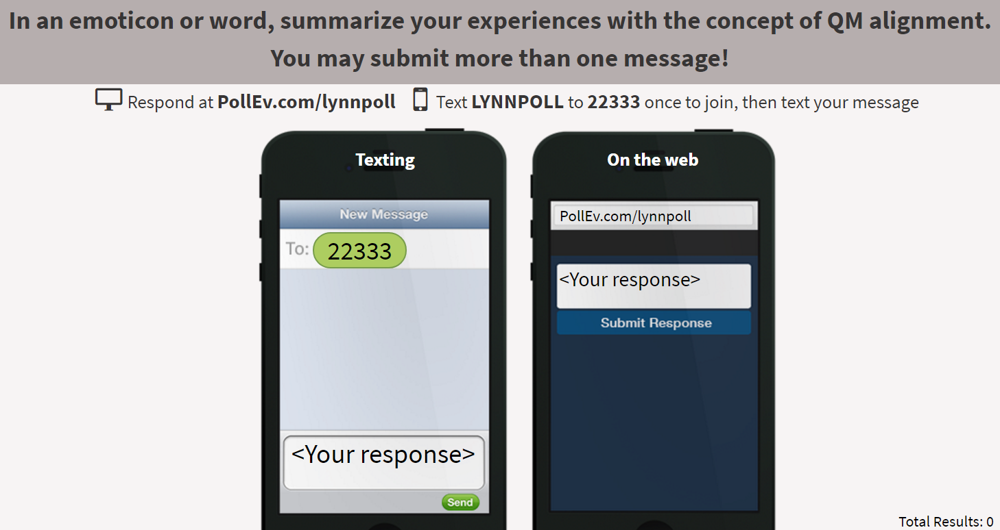 In an emoticon or word, summarize your experiences with the concept of QM alignment.
You may submit more than one message!
Respond at PollEv.com/lynnpoll Text LYNNPOLL to 22333 once to join, then text your message
Texting
New Message
To: 22333
<Your response>
Send
On the web
PollEv.com/lynnpoll
<Your response>
Submit Response
Total Results: 0